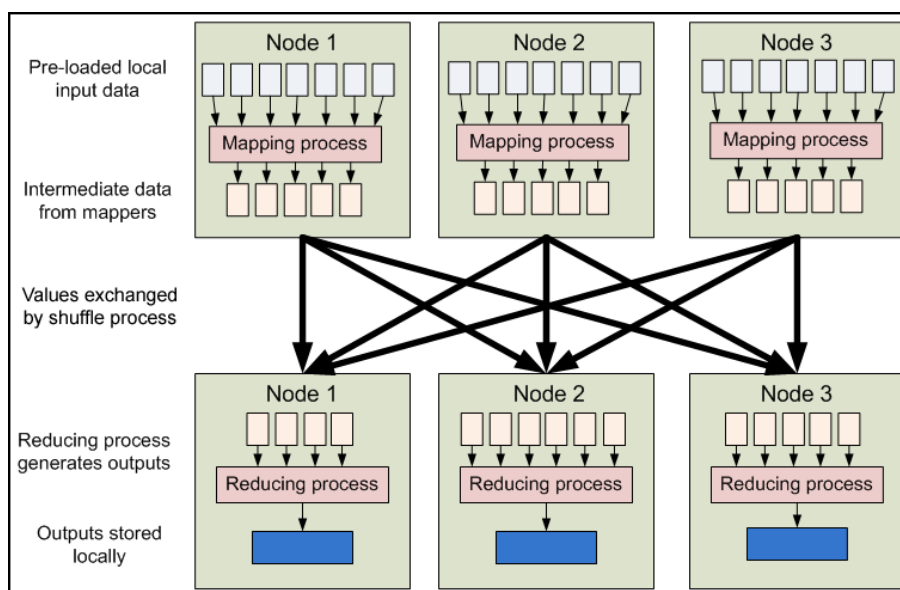 Node 1
Node 2
Node 3
Pre-loaded local
input data
Mapping process
Mapping process
Mapping process
Intermediate data
from mappers
Values exchanged
by shuffle process
Node 1
Node 2
Node 3
Reducing process
generates outputs
Reducing process
Reducing process
Reducing process
Outputs stored
locally